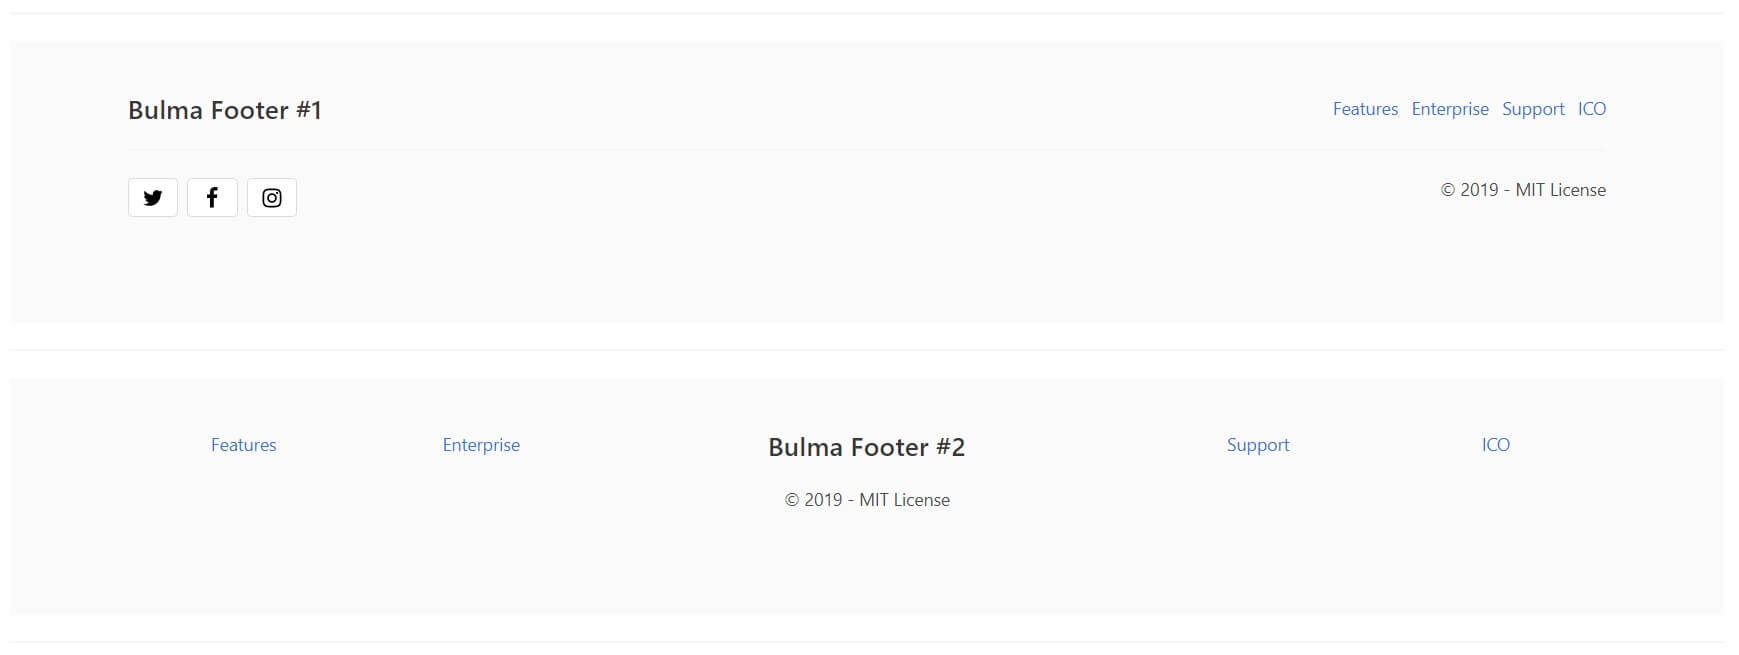 Bulma Footer #1
Features Enterprise Support ICO
© 2019 - MIT License
Features Enterprise Bulma Footer #2 Support ICO
© 2019 - MIT License